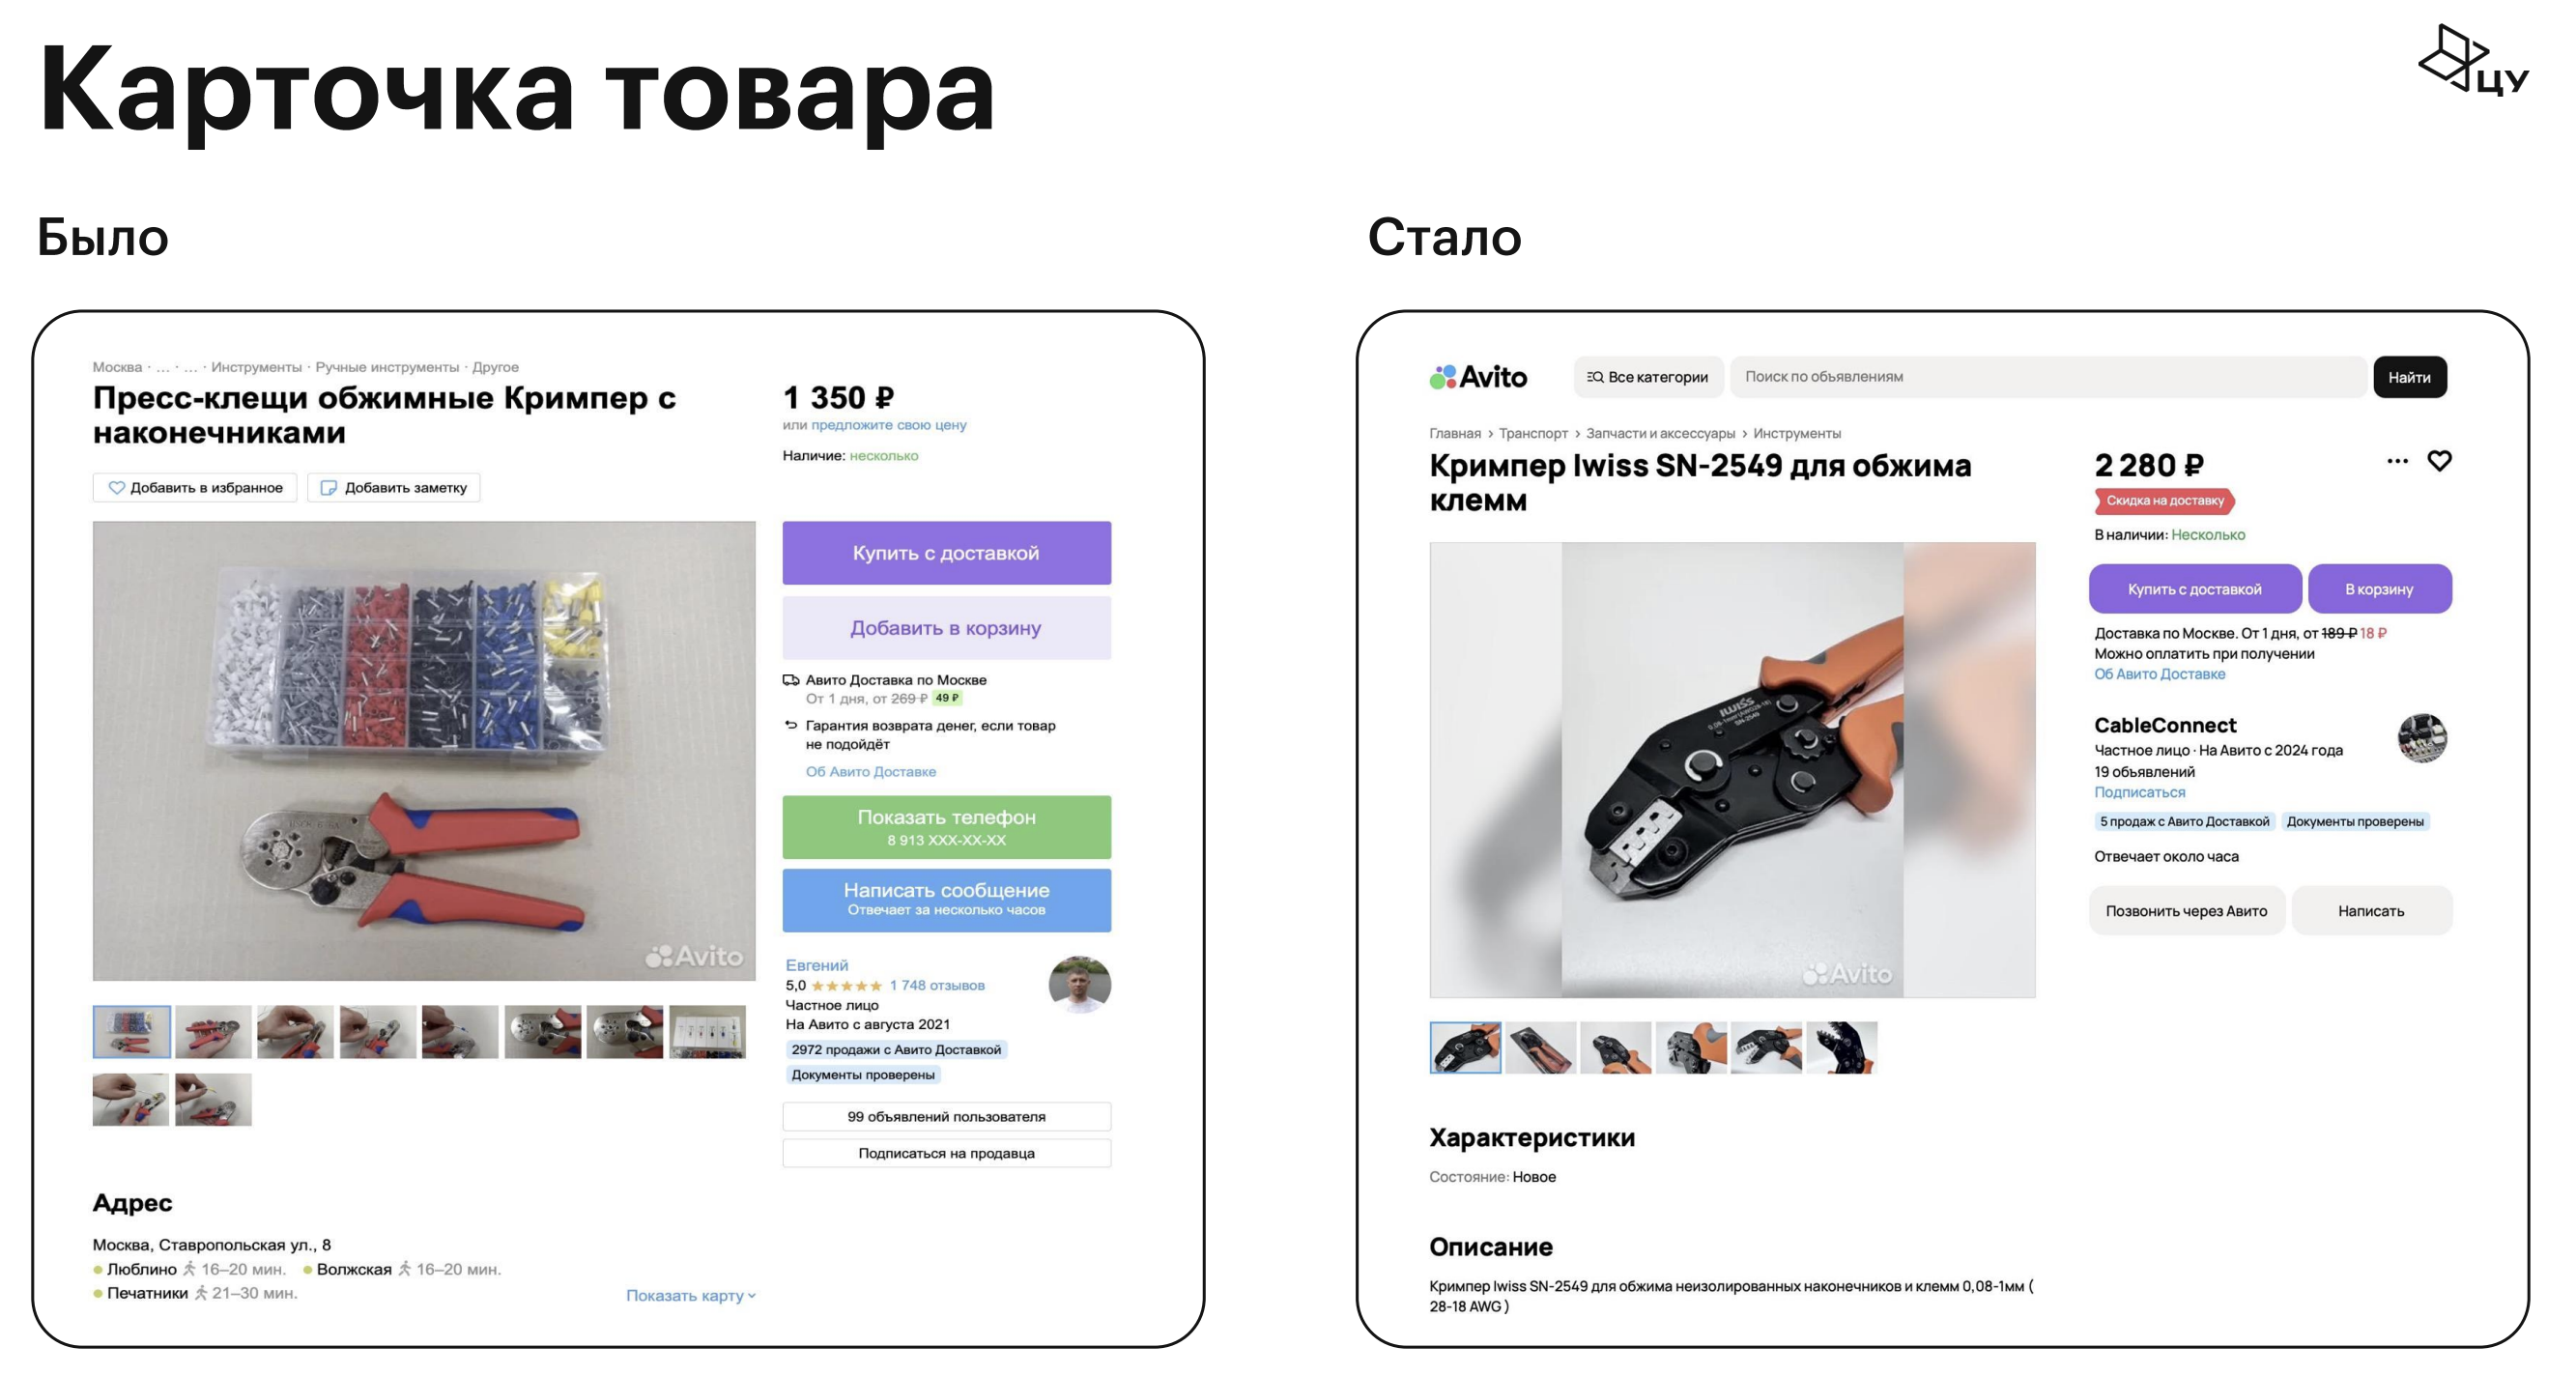 Карточка товара
ЦУ
Было
Москва · ... · ... · Инструменты · Ручные инструменты · Другое
Пресс-клещи обжимные Кримпер с
наконечниками
Добавить в избранное
Добавить заметку
1 350 ₽
или предложите свою цену
Наличие: несколько
Купить с доставкой
Добавить в корзину
Авито Доставка по Москве
От 1 дня, от 269 ₽ 49 ₽
Гарантия возврата денег, если товар
не подойдёт
Об Авито Доставке
Показать телефон
8 913 XXX-XX-XX
Написать сообщение
Отвечает за несколько часов
Avito
Евгений
5,0 ★★★★★ 1 748 отзывов
Частное лицо
На Авито с августа 2021
2972 продажи с Авито Доставкой
Документы проверены
99 объявлений пользователя
Подписаться на продавца
Адрес
Москва, Ставропольская ул., 8
Люблино 16–20 мин. Волжская 16–20 мин.
Печатники 21–30 мин.
Показать карту
Стало
Avito
Все категории
Поиск по объявлениям
Найти
Главная › Транспорт › Запчасти и аксессуары › Инструменты
Кримпер Iwiss SN-2549 для обжима
клемм
2 280 ₽
Скидка на доставку
В наличии: Несколько
Купить с доставкой
В корзину
Доставка по Москве. От 1 дня, от 189 ₽ 18 ₽
Можно оплатить при получении
Об Авито Доставке
CableConnect
Частное лицо · На Авито с 2024 года
19 объявлений
Подписаться
5 продаж с Авито Доставкой
Документы проверены
Отвечает около часа
Позвонить через Авито
Написать
IWISS
SN-2549
Avito
Характеристики
Состояние: Новое
Описание
Кримпер Iwiss SN-2549 для обжима неизолированных наконечников и клемм 0,08-1мм (
28-18 AWG )